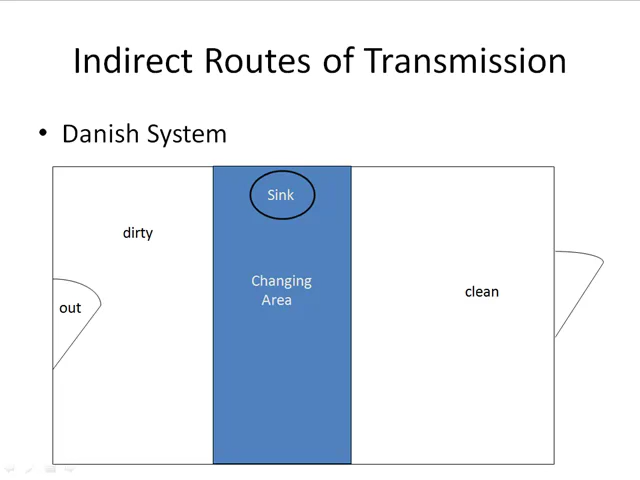 Indirect Routes of Transmission
• Danish System
Sink
dirty
Changing
Area
clean
out